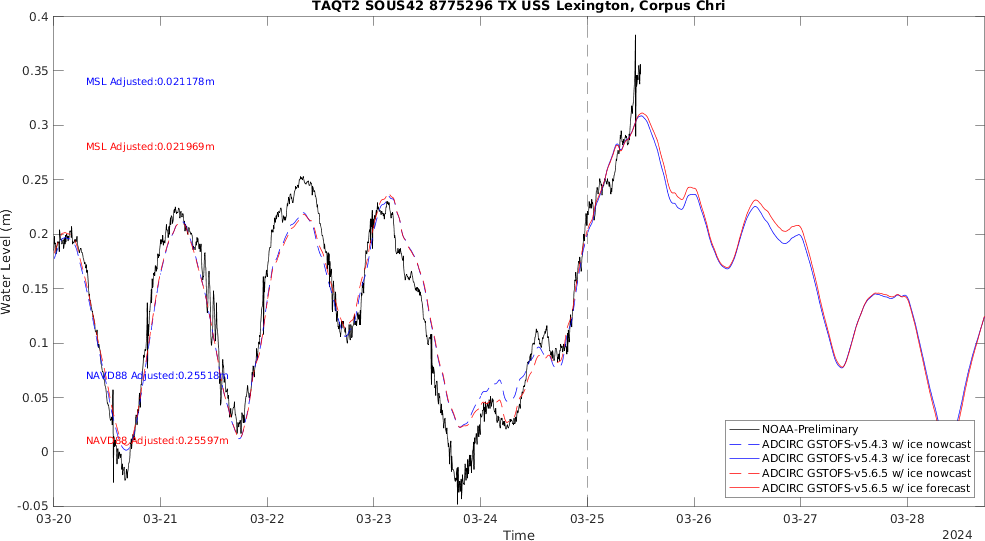 TAQT2 SOUS42 8775296 TX USS Lexington, Corpus Chri
0.4
0.35
0.3
0.25
0.2
0.15
0.1
0.05
0
-0.05
Water Level (m)
MSL Adjusted:0.021178m
MSL Adjusted:0.021969m
NAVD88 Adjusted:0.25518m
NAVD88 Adjusted:0.25597m
NOAA-Preliminary
ADCIRC GSTOFS-v5.4.3 w/ ice nowcast
ADCIRC GSTOFS-v5.4.3 w/ ice forecast
ADCIRC GSTOFS-v5.6.5 w/ ice nowcast
ADCIRC GSTOFS-v5.6.5 w/ ice forecast
03-20 03-21 03-22 03-23 03-24 03-25 03-26 03-27 03-28
Time
2024